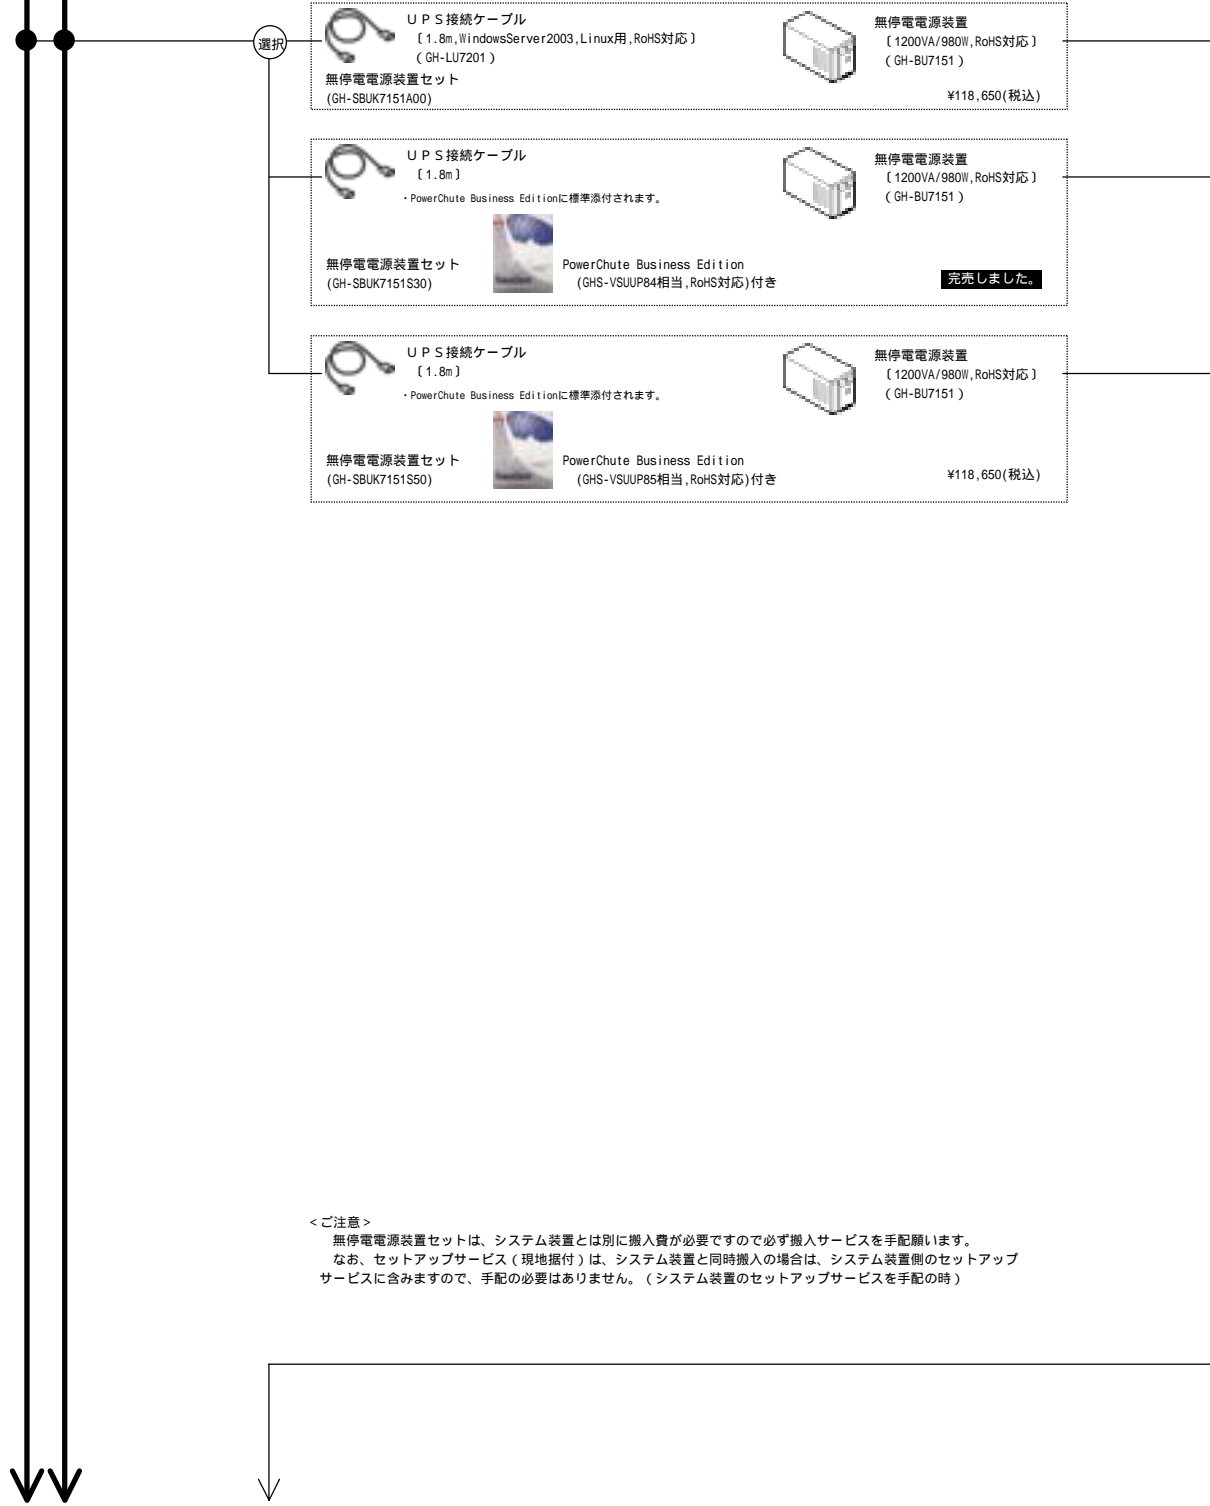 選択
ＵＰＳ接続ケーブル
〔1.8m,WindowsServer2003,Linux用,RoHS対応〕
（GH-LU7201）
無停電電源装置セット
(GH-SBUK7151A00)
無停電電源装置
〔1200VA/980W,RoHS対応〕
（GH-BU7151）
¥118,650(税込)
ＵＰＳ接続ケーブル
〔1.8m〕
・PowerChute Business Editionに標準添付されます。
無停電電源装置セット
(GH-SBUK7151S30)
PowerChute Business Edition
(GHS-VSUUP84相当,RoHS対応)付き
無停電電源装置
〔1200VA/980W,RoHS対応〕
（GH-BU7151）
完売しました。
ＵＰＳ接続ケーブル
〔1.8m〕
・PowerChute Business Editionに標準添付されます。
無停電電源装置セット
(GH-SBUK7151S50)
PowerChute Business Edition
(GHS-VSUUP85相当,RoHS対応)付き
無停電電源装置
〔1200VA/980W,RoHS対応〕
（GH-BU7151）
¥118,650(税込)
＜ご注意＞
無停電電源装置セットは、システム装置とは別に搬入費が必要ですので必ず搬入サービスを手配願います。
なお、セットアップサービス（現地据付）は、システム装置と同時搬入の場合は、システム装置側のセットアップ
サービスに含みますので、手配の必要はありません。（システム装置のセットアップサービスを手配の時）